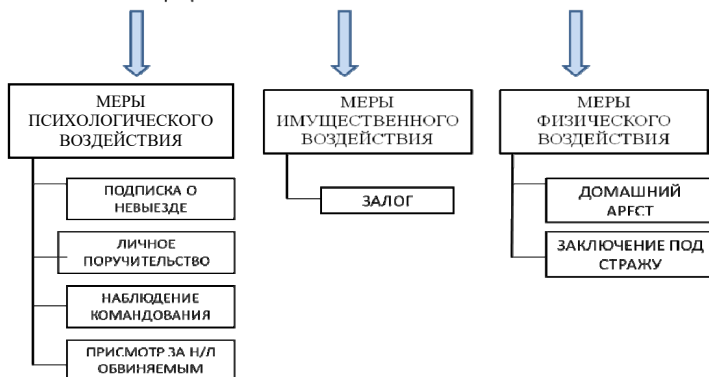 МЕРЫ
ПСИХОЛОГИЧЕСКОГО
ВОЗДЕЙСТВИЯ
ПОДПИСКА О
НЕВЫЕЗДЕ
ЛИЧНОЕ
ПОРУЧИТЕЛЬСТВО
НАБЛЮДЕНИЕ
КОМАНДОВАНИЯ
ПРИСМОТР ЗА Н/Л
ОБВИНЯЕМЫМ
МЕРЫ
ИМУЩЕСТВЕННОГО
ВОЗДЕЙСТВИЯ
ЗАЛОГ
МЕРЫ
ФИЗИЧЕСКОГО
ВОЗДЕЙСТВИЯ
ДОМАШНИЙ
АРЕСТ
ЗАКЛЮЧЕНИЕ ПОД
СТРАЖУ